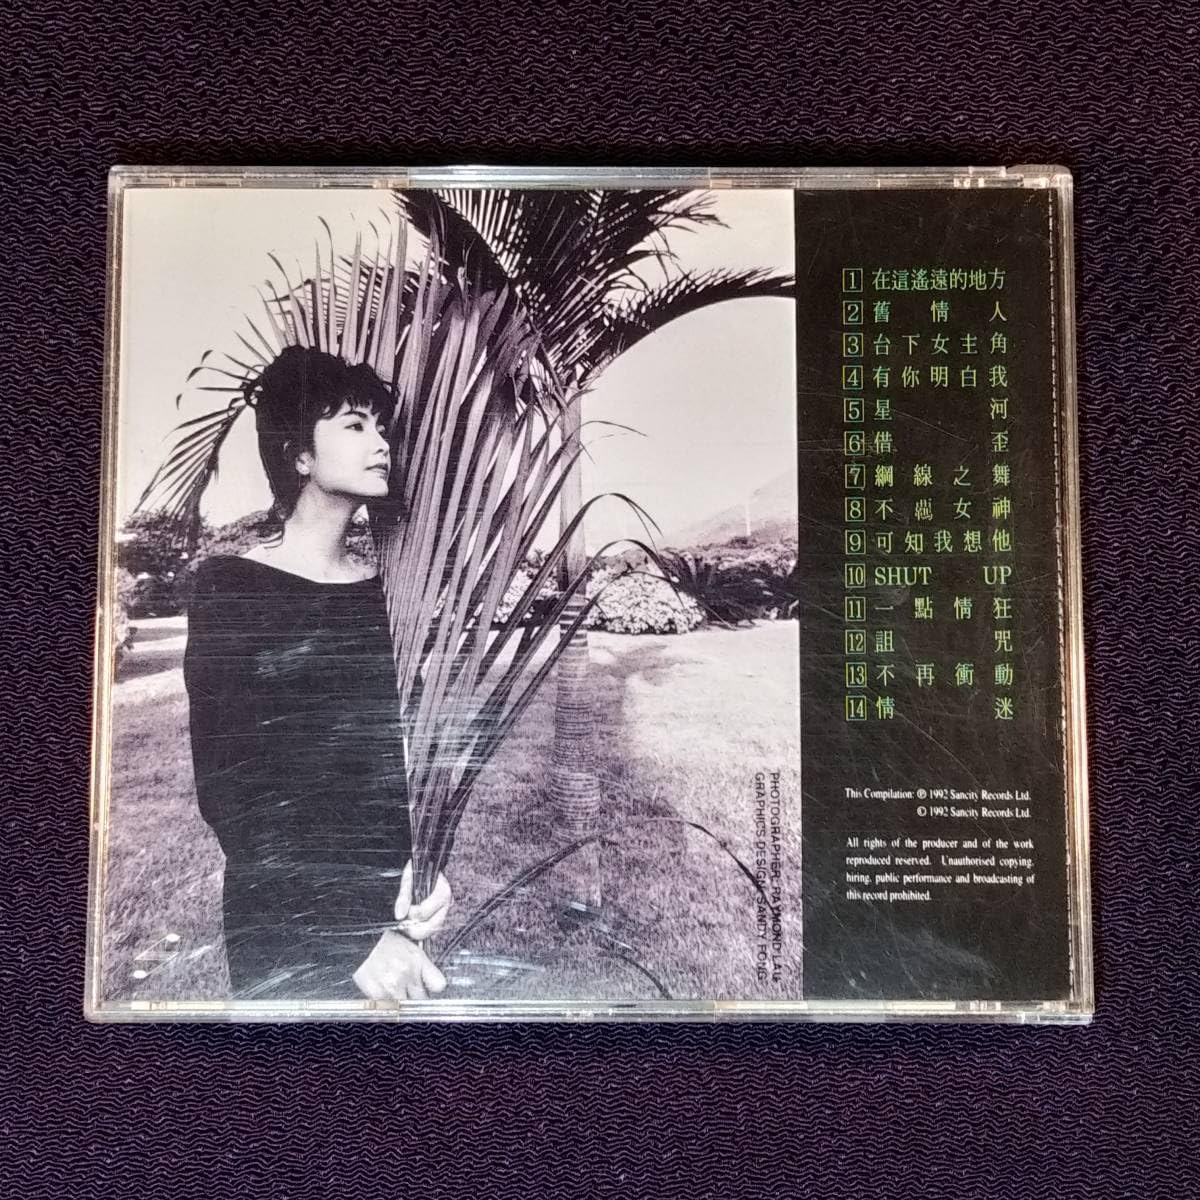 1 在這遙遠的地方
2 舊情人
3 台下女主角
4 有你明白我
5 星河
6 借歪
7 鋼線之舞
8 不羈女神
9 可知我想他
10 SHUT UP
11 一點情狂
12 詛咒
13 不再衝動
14 情迷
This Compilation: ℗ 1992 Sancity Records Ltd.
© 1992 Sancity Records Ltd.
All rights of the producer and of the work
reproduced reserved. Unauthorised copying,
hiring, public performance and broadcasting of
this record prohibited.
PHOTOGRAPHER: RAYMOND LAI
GRAPHICS DESIGN: SANDY FONG